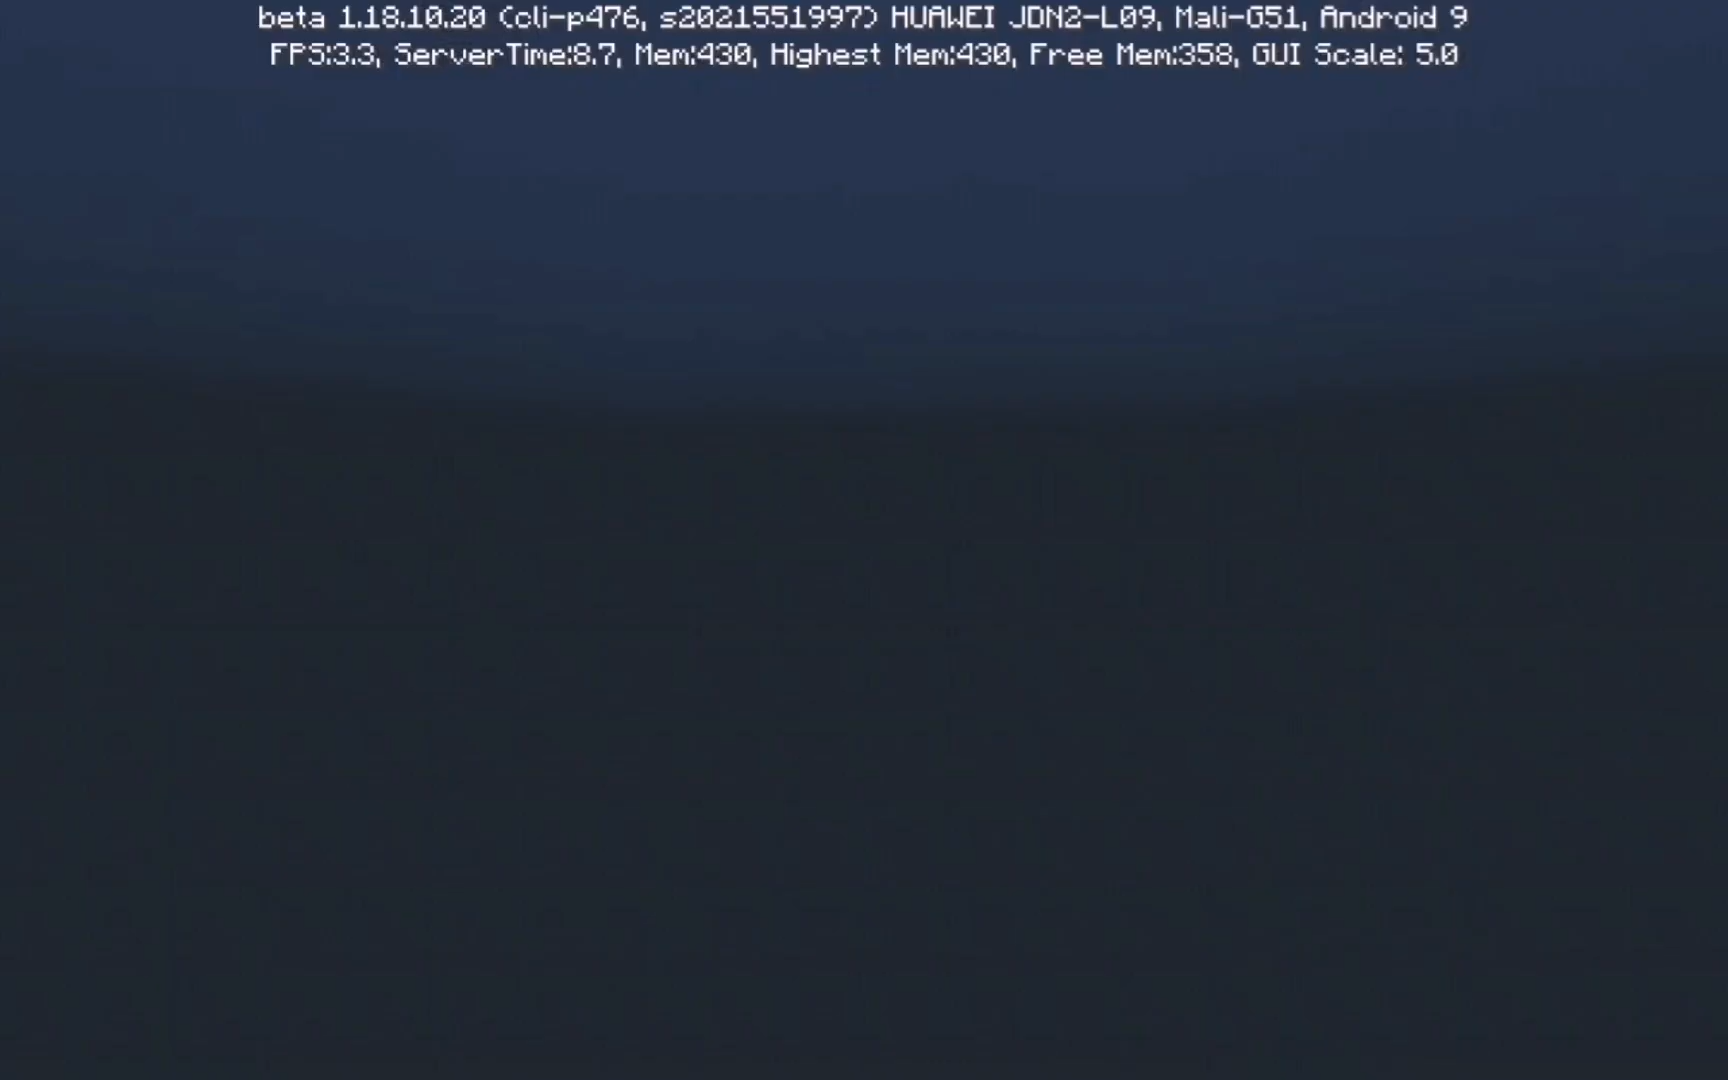 beta 1.18.10.20 (cli-p476, s2021551997) HUAWEI JDN2-L09, Mali-G51, Android 9
FPS:3.3, ServerTime:8.7, Mem:430, Highest Mem:430, Free Mem:358, GUI Scale: 5.0